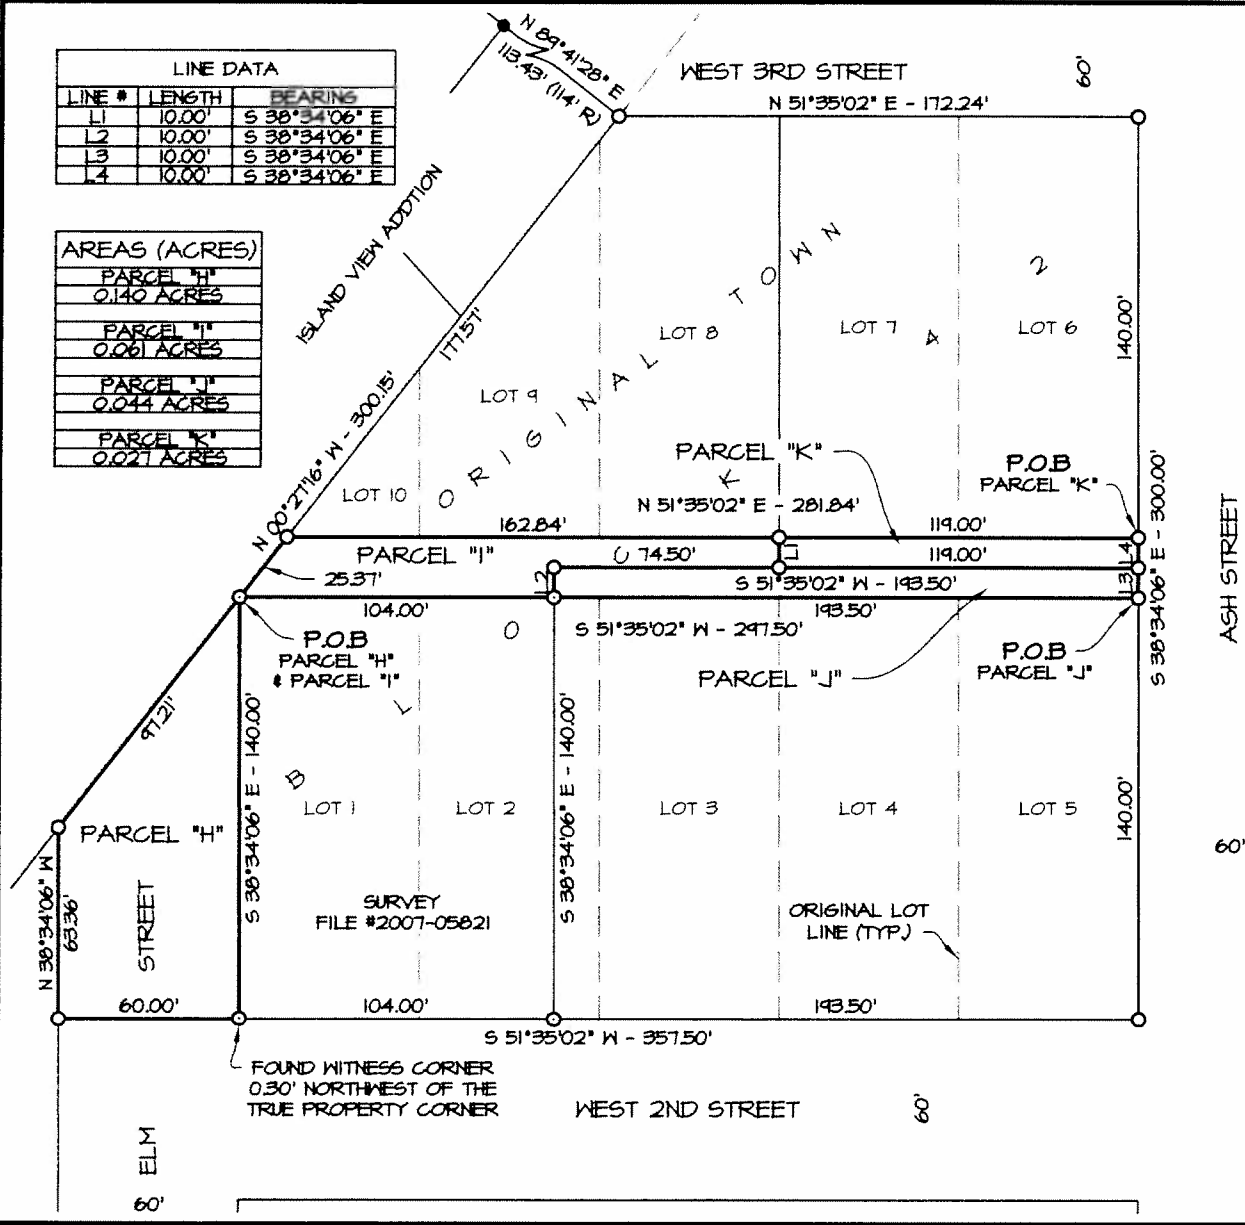 LINE DATA
LINE # LENGTH BEARING
L1 10.00' S 38°34'06" E
L2 10.00' S 38°34'06" E
L3 10.00' S 38°34'06" E
L4 10.00' S 38°34'06" E
AREAS (ACRES)
PARCEL "H"
0.140 ACRES
PARCEL "I"
0.061 ACRES
PARCEL "J"
0.044 ACRES
PARCEL "K"
0.027 ACRES
N 89°41'28" E
113.43' (114' R)
WEST 3RD STREET
60'
N 51°35'02" E - 172.24'
ISLAND VIEW ADDTION
177.57'
N 00°27'16" W - 300.15'
ORIGINAL TOWN
BLOCK 42
LOT 10
LOT 9
LOT 8
LOT 7
LOT 6
140.00'
PARCEL "K"
P.O.B
PARCEL "K"
N 51°35'02" E - 281.84'
162.84'
119.00'
PARCEL "I"
74.50'
L1
119.00'
L4
25.37'
L2
S 51°35'02" W - 193.50'
L3
104.00'
193.50'
S 51°35'02" W - 297.50'
P.O.B
PARCEL "H"
& PARCEL "I"
PARCEL "J"
P.O.B
PARCEL "J"
S 38°34'06" E - 300.00'
ASH STREET
60'
97.21'
S 38°34'06" E - 140.00'
S 38°34'06" E - 140.00'
140.00'
LOT 1
LOT 2
LOT 3
LOT 4
LOT 5
PARCEL "H"
N 38°34'06" W
63.36'
STREET
SURVEY
FILE #2007-05821
ORIGINAL LOT
LINE (TYP.)
60.00'
104.00'
193.50'
S 51°35'02" W - 357.50'
FOUND WITNESS CORNER
0.30' NORTHWEST OF THE
TRUE PROPERTY CORNER
WEST 2ND STREET
60'
ELM
60'